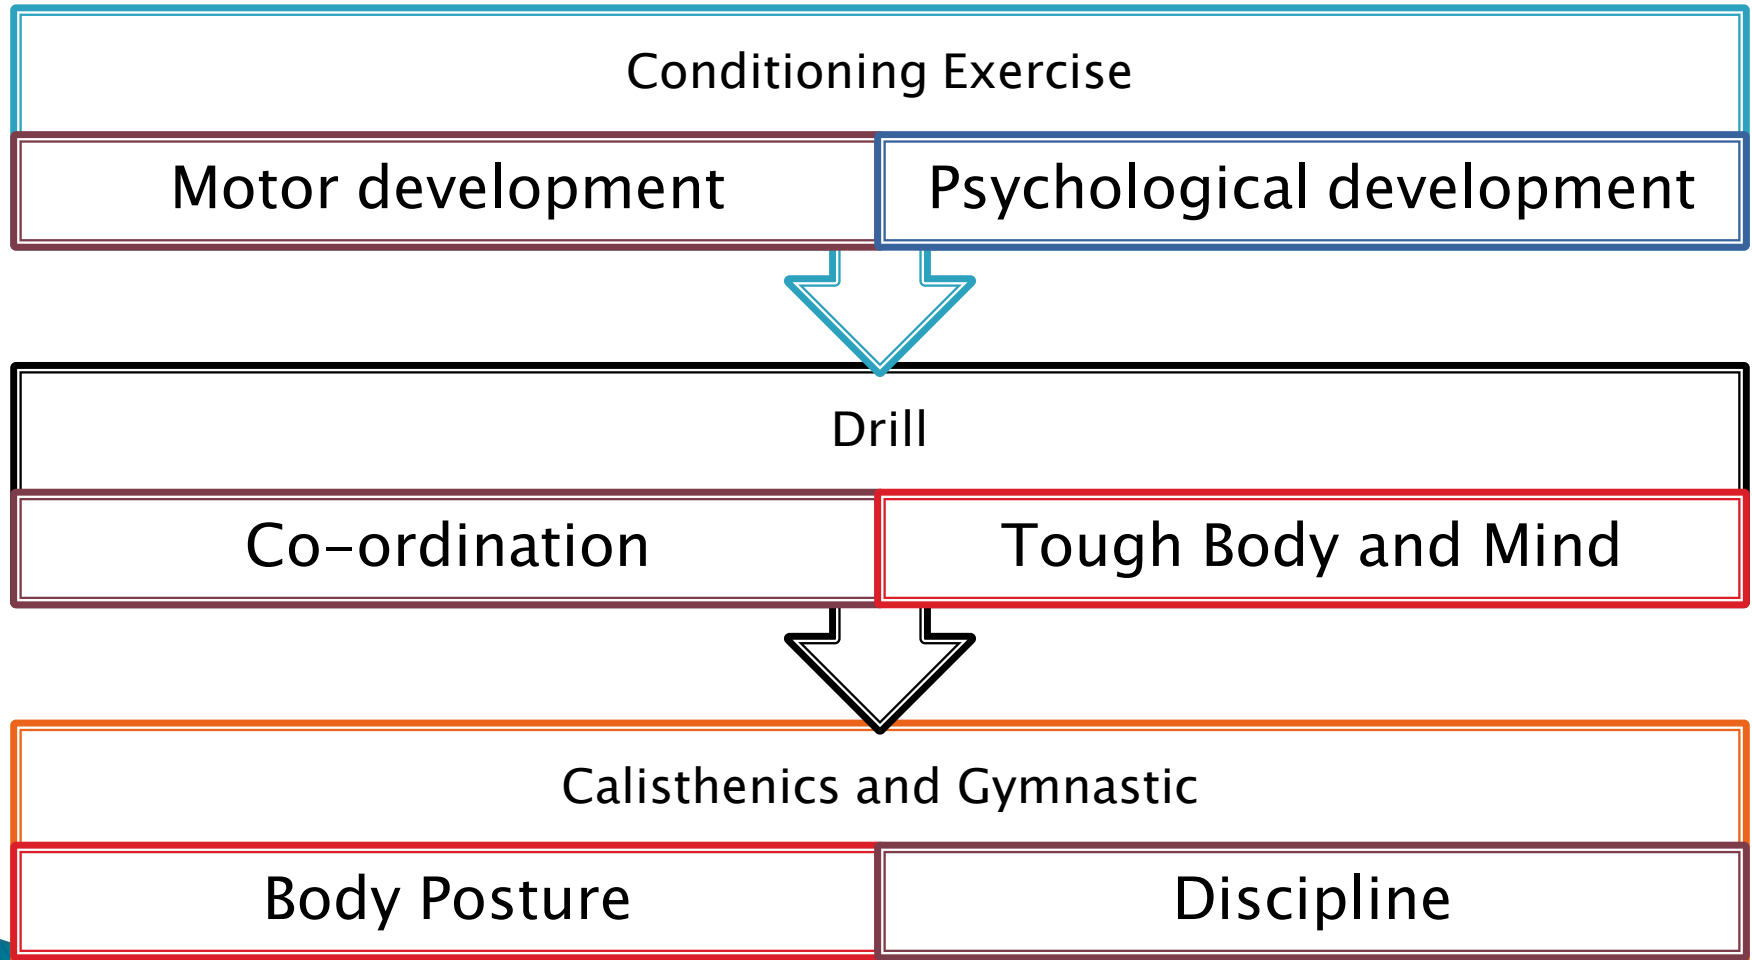 Conditioning Exercise
Motor development
Psychological development
Drill
Co-ordination
Tough Body and Mind
Calisthenics and Gymnastic
Body Posture
Discipline